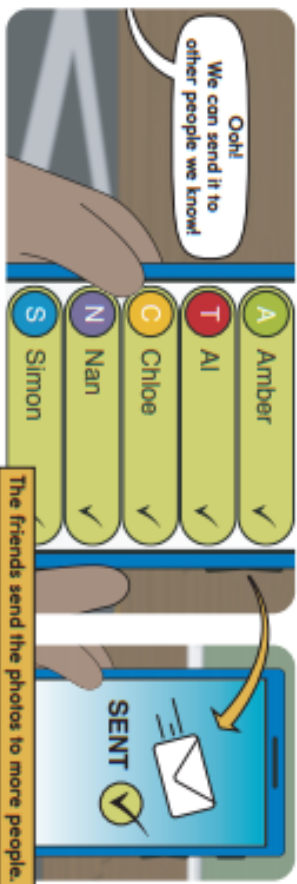 Ooh!
We can send it to
other people we know!
A Amber
T Al
C Chloe
N Nan
S Simon
SENT
The friends send the photos to more people.